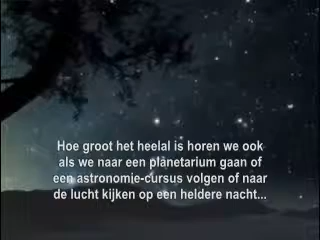 Hoe groot het heelal is horen we ook
als we naar een planetarium gaan of
een astronomie-cursus volgen of naar
de lucht kijken op een heldere nacht...